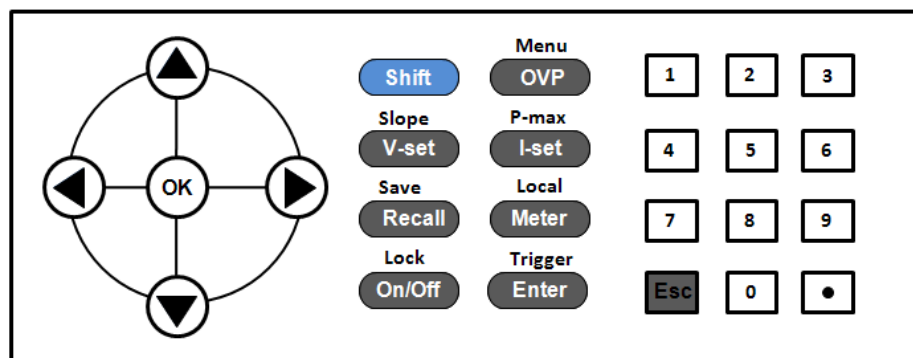 Menu
Shift OVP 1 2 3
Slope P-max
V-set I-set 4 5 6
OK
Save Local
Recall Meter 7 8 9
Lock Trigger
On/Off Enter Esc 0 •